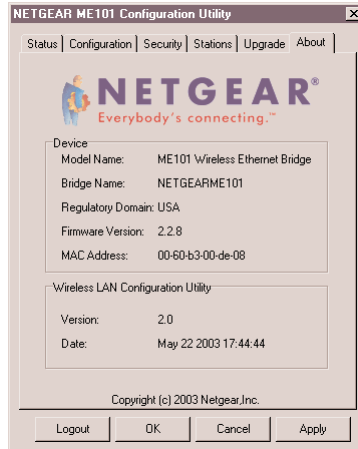 NETGEAR ME101 Configuration Utility
Status Configuration Security Stations Upgrade About
NETGEAR®
Everybody's connecting.™
Device
Model Name: ME101 Wireless Ethernet Bridge
Bridge Name: NETGEARME101
Regulatory Domain: USA
Firmware Version: 2.2.8
MAC Address: 00-60-b3-00-de-08
Wireless LAN Configuration Utility
Version: 2.0
Date: May 22 2003 17:44:44
Copyright (c) 2003 Netgear,Inc.
Logout OK Cancel Apply